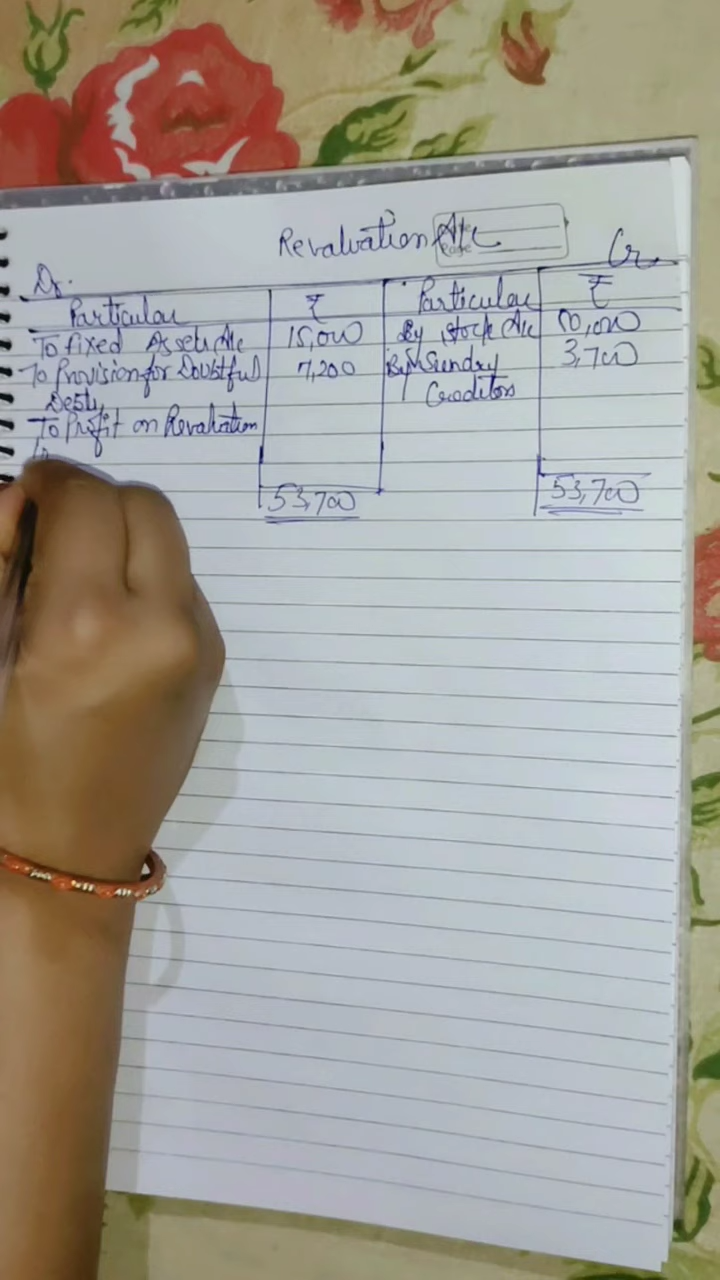 Revaluation A/c
Dr. Cr
Particular ₹ Particular ₹
To fixed Assets A/c 15,000 By Stock A/c 50,000
To Provision for Doubtful 7,200 By Sundry 3,700
Debts Creditors
To Profit on Revaluation
53,700 53,700